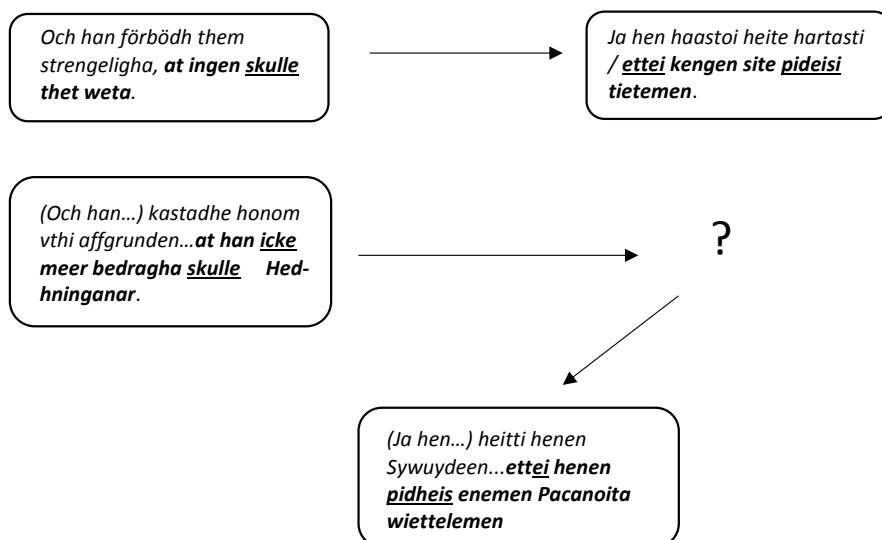 Och han förbödh them
strengeligha, at ingen skulle
thet weta.
Ja hen haastoi heite hartasti
/ ettei kengen site pideisi
tietemen.
(Och han…) kastadhe honom
vthi affgrunden…at han icke
meer bedragha skulle Hed-
hninganar.
?
(Ja hen…) heitti henen
Sywuydeen...ettei henen
pidheis enemen Pacanoita
wiettelemen